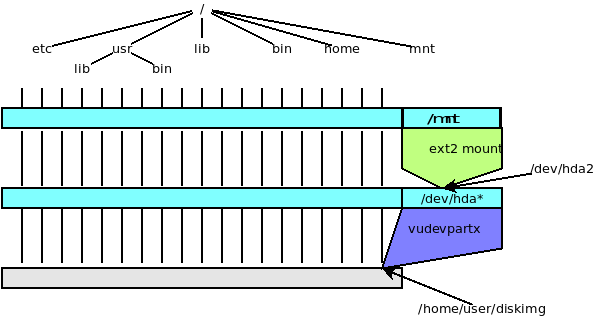 /
etc usr lib bin home mnt
lib bin
/mnt
ext2 mount
/dev/hda2
/dev/hda*
vudevpartx
/home/user/diskimg